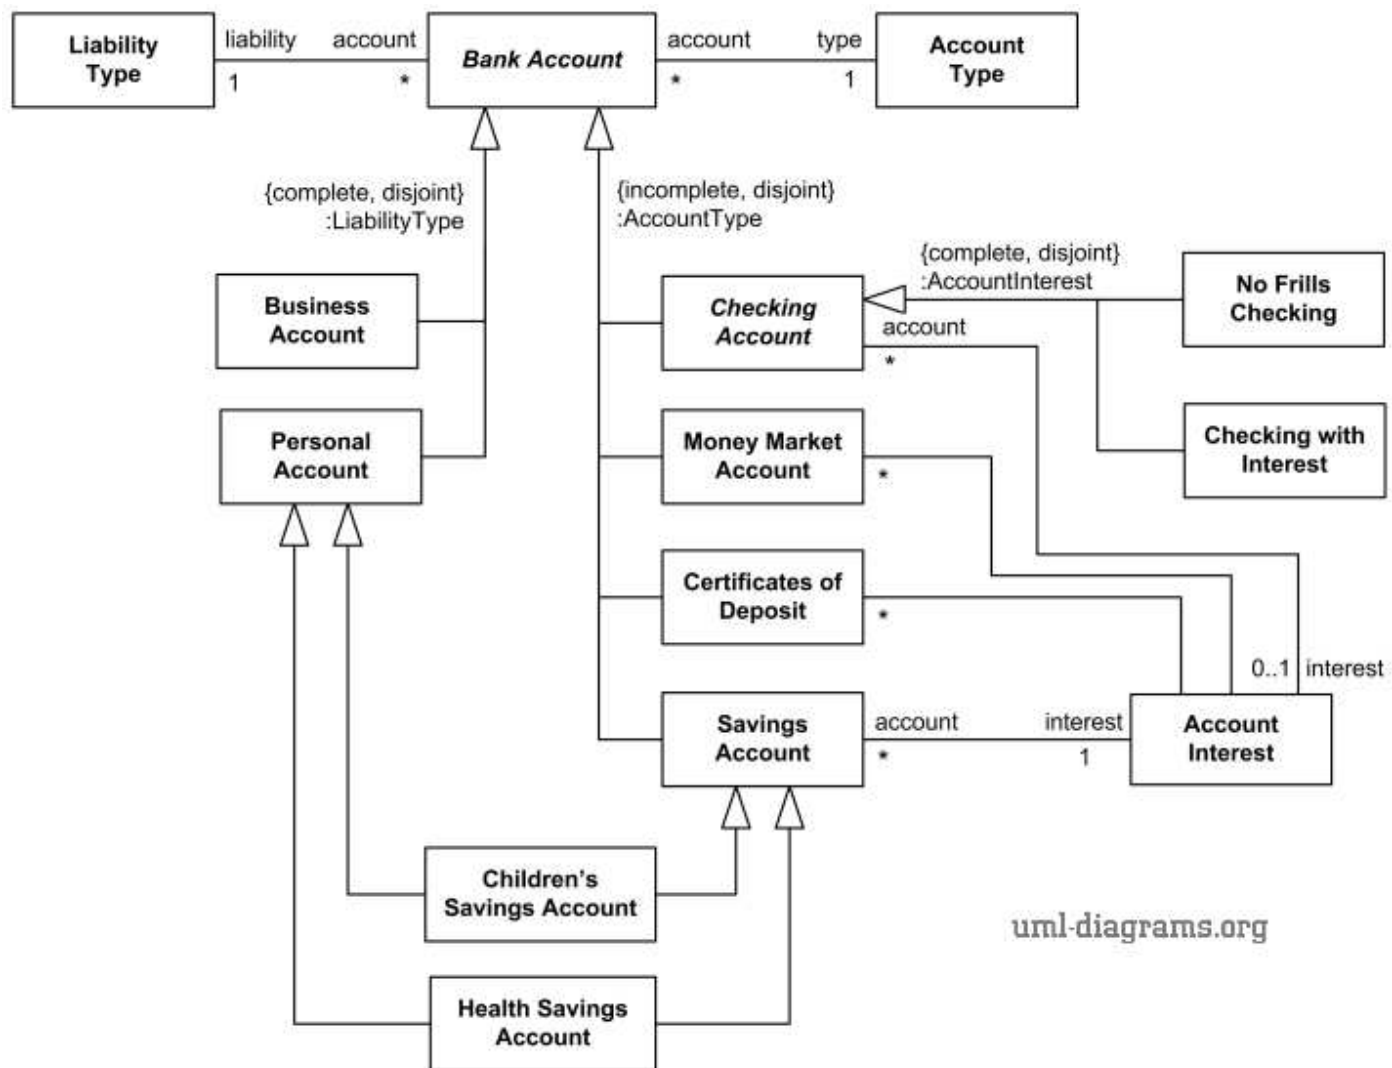 Liability
Type
liability
account
1
*
Bank Account
account
type
*
1
Account
Type
{complete, disjoint}
:LiabilityType
{incomplete, disjoint}
:AccountType
Business
Account
Checking
Account
{complete, disjoint}
:AccountInterest
account
*
No Frills
Checking
Personal
Account
Money Market
Account
*
Checking with
Interest
Certificates of
Deposit
*
0..1 interest
Savings
Account
account
interest
*
1
Account
Interest
Children's
Savings Account
uml-diagrams.org
Health Savings
Account